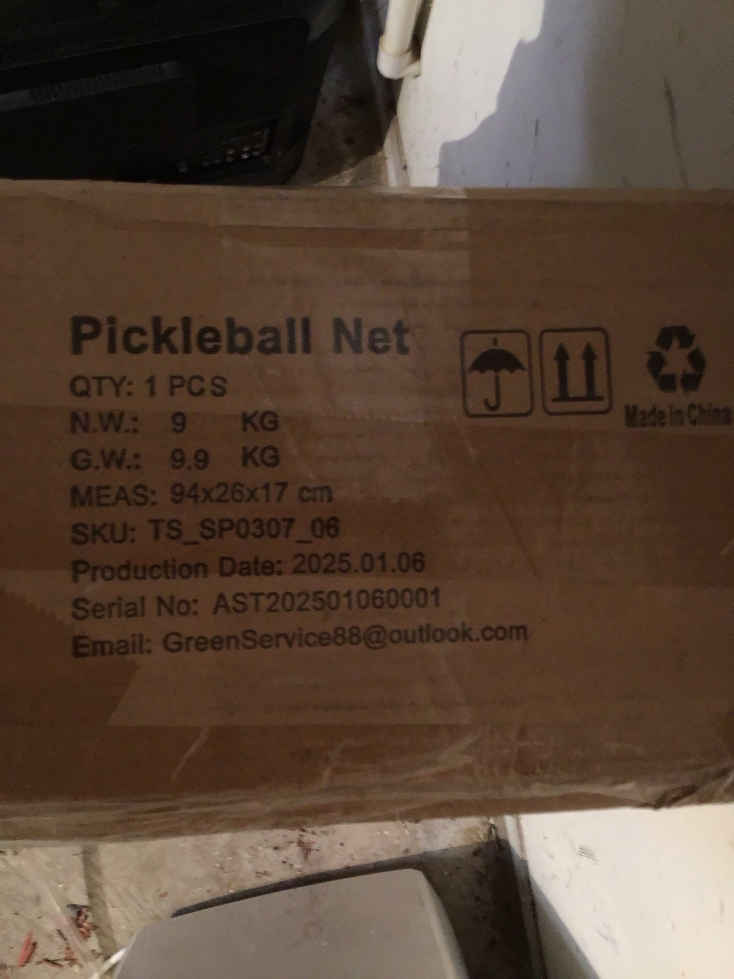 Pickleball Net
QTY: 1 PCS
N.W.: 9 KG
G.W.: 9.9 KG
MEAS: 94x26x17 cm
SKU: TS_SP0307_06
Production Date: 2025.01.06
Serial No: AST202501060001
Email: GreenService88@outlook.com
Made in China